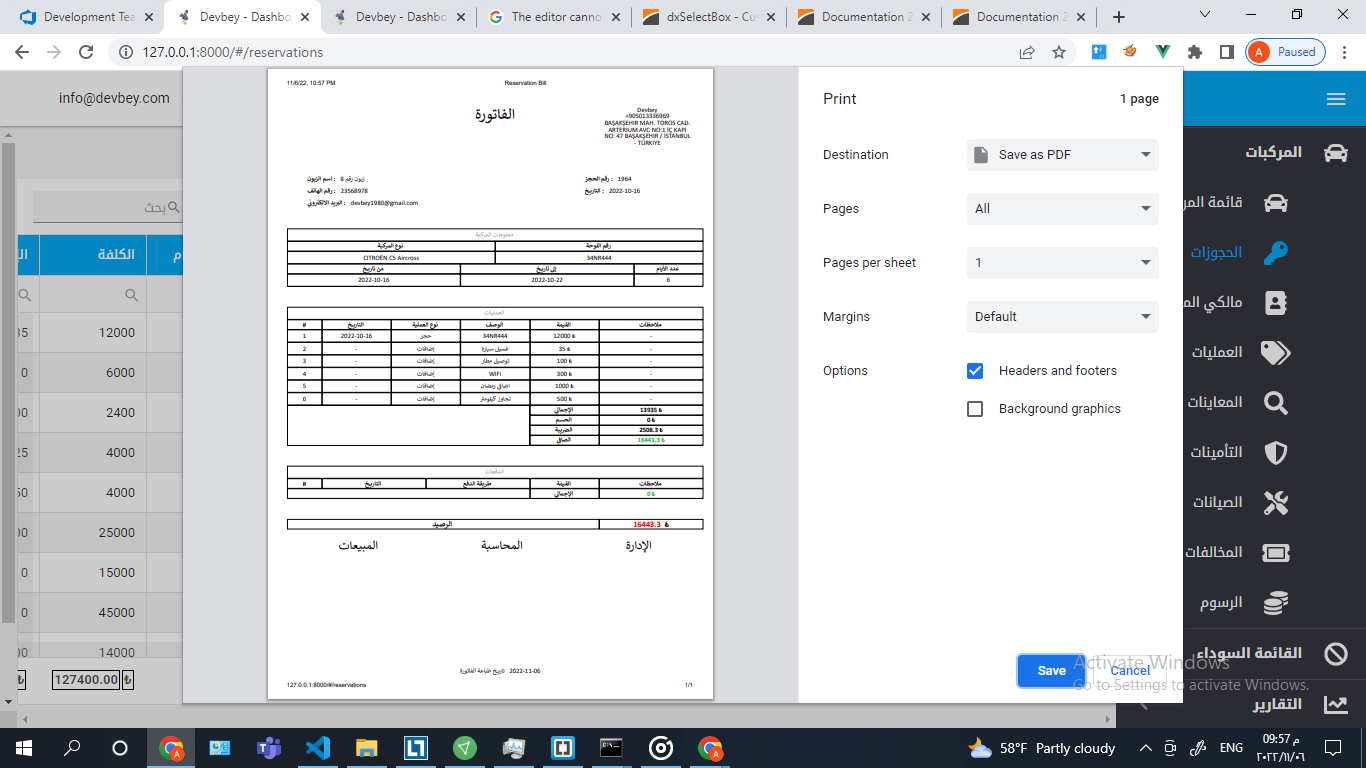 Development Tea
Devbey - Dashbo
Devbey - Dashbo
The editor canno
dxSelectBox - Cu
Documentation 2
Documentation 2
127.0.0.1:8000/#/reservations
A Paused
info@devbey.com
بحث
الكلفة
12000
6000
2400
4000
4000
25000
15000
45000
14000
127400.00 ₺
11/6/22, 10:57 PM Reservation Bill
الفاتورة
Devbey
+905013336969
BAŞAKŞEHIR MAH. TOROS CAD.
ARTERIUM AVC NO:1 İÇ KAPI
NO: 47 BAŞAKŞEHIR / ISTANBUL
- TÜRKIYE
اسم الزبون : زبون رقم 8
رقم الحجز : 1964
رقم الهاتف : 23568978
التاريخ : 2022-10-16
البريد الالكتروني : devbey1980@gmail.com
معلومات المركبة
نوع المركبة رقم اللوحة
CITROËN C5 Aircross 34NR444
من تاريخ إلى تاريخ عدد الأيام
2022-10-16 2022-10-22 6
العمليات
# التاريخ نوع العملية الوصف القيمة ملاحظات
1 2022-10-16 حجز 34NR444 12000 ₺ -
2 - إضافات غسيل سيارة 35 ₺ -
3 - إضافات توصيل مطار 100 ₺ -
4 - إضافات WIFI 300 ₺ -
5 - إضافات اضافي رمضان 1000 ₺ -
6 - إضافات تجاوز كيلومتر 500 ₺ -
الإجمالي 13935 ₺
الحسم 0 ₺
الضريبة 2508.3 ₺
الصافي 16443.3 ₺
الدفعات
# التاريخ طريقة الدفع القيمة ملاحظات
الإجمالي 0 ₺
الرصيد 16443.3 ₺
المبيعات المحاسبة الإدارة
تاريخ طباعة الفاتورة 2022-11-06
127.0.0.1:8000/#/reservations 1/1
Print 1 page
Destination Save as PDF
Pages All
Pages per sheet 1
Margins Default
Options Headers and footers
Background graphics
Save Cancel
المركبات
قائمة المر
الحجوزات
مالكي الم
العمليات
المعاينات
التأمينات
الصيانات
المخالفات
الرسوم
القائمة السوداء
التقارير
Activate Windows
Go to Settings to activate Windows.
58°F Partly cloudy
ENG
09:57 م
٢٠٢٢/١١/٠٦